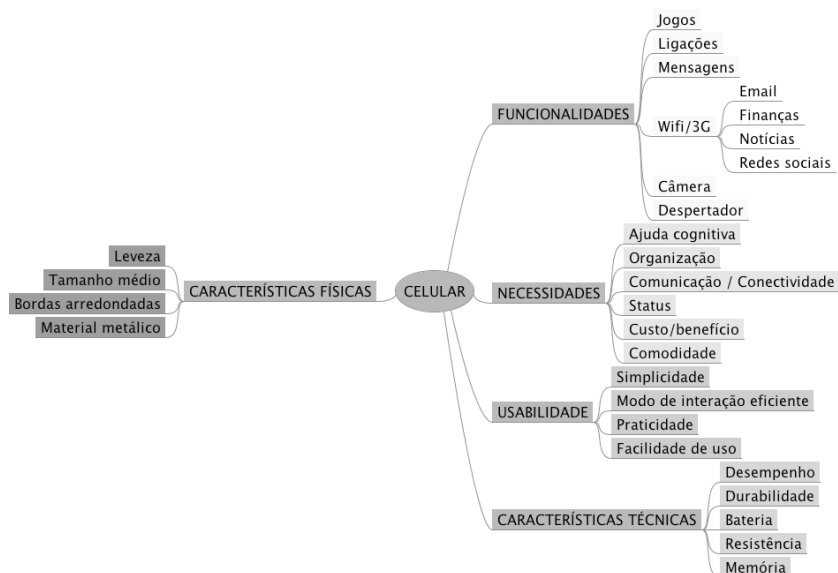 CELULAR
FUNCIONALIDADES
Jogos
Ligações
Mensagens
Wifi/3G
Email
Finanças
Notícias
Redes sociais
Câmera
Despertador
NECESSIDADES
Ajuda cognitiva
Organização
Comunicação / Conectividade
Status
Custo/benefício
Comodidade
USABILIDADE
Simplicidade
Modo de interação eficiente
Praticidade
Facilidade de uso
CARACTERÍSTICAS TÉCNICAS
Desempenho
Durabilidade
Bateria
Resistência
Memória
CARACTERÍSTICAS FÍSICAS
Leveza
Tamanho médio
Bordas arredondadas
Material metálico